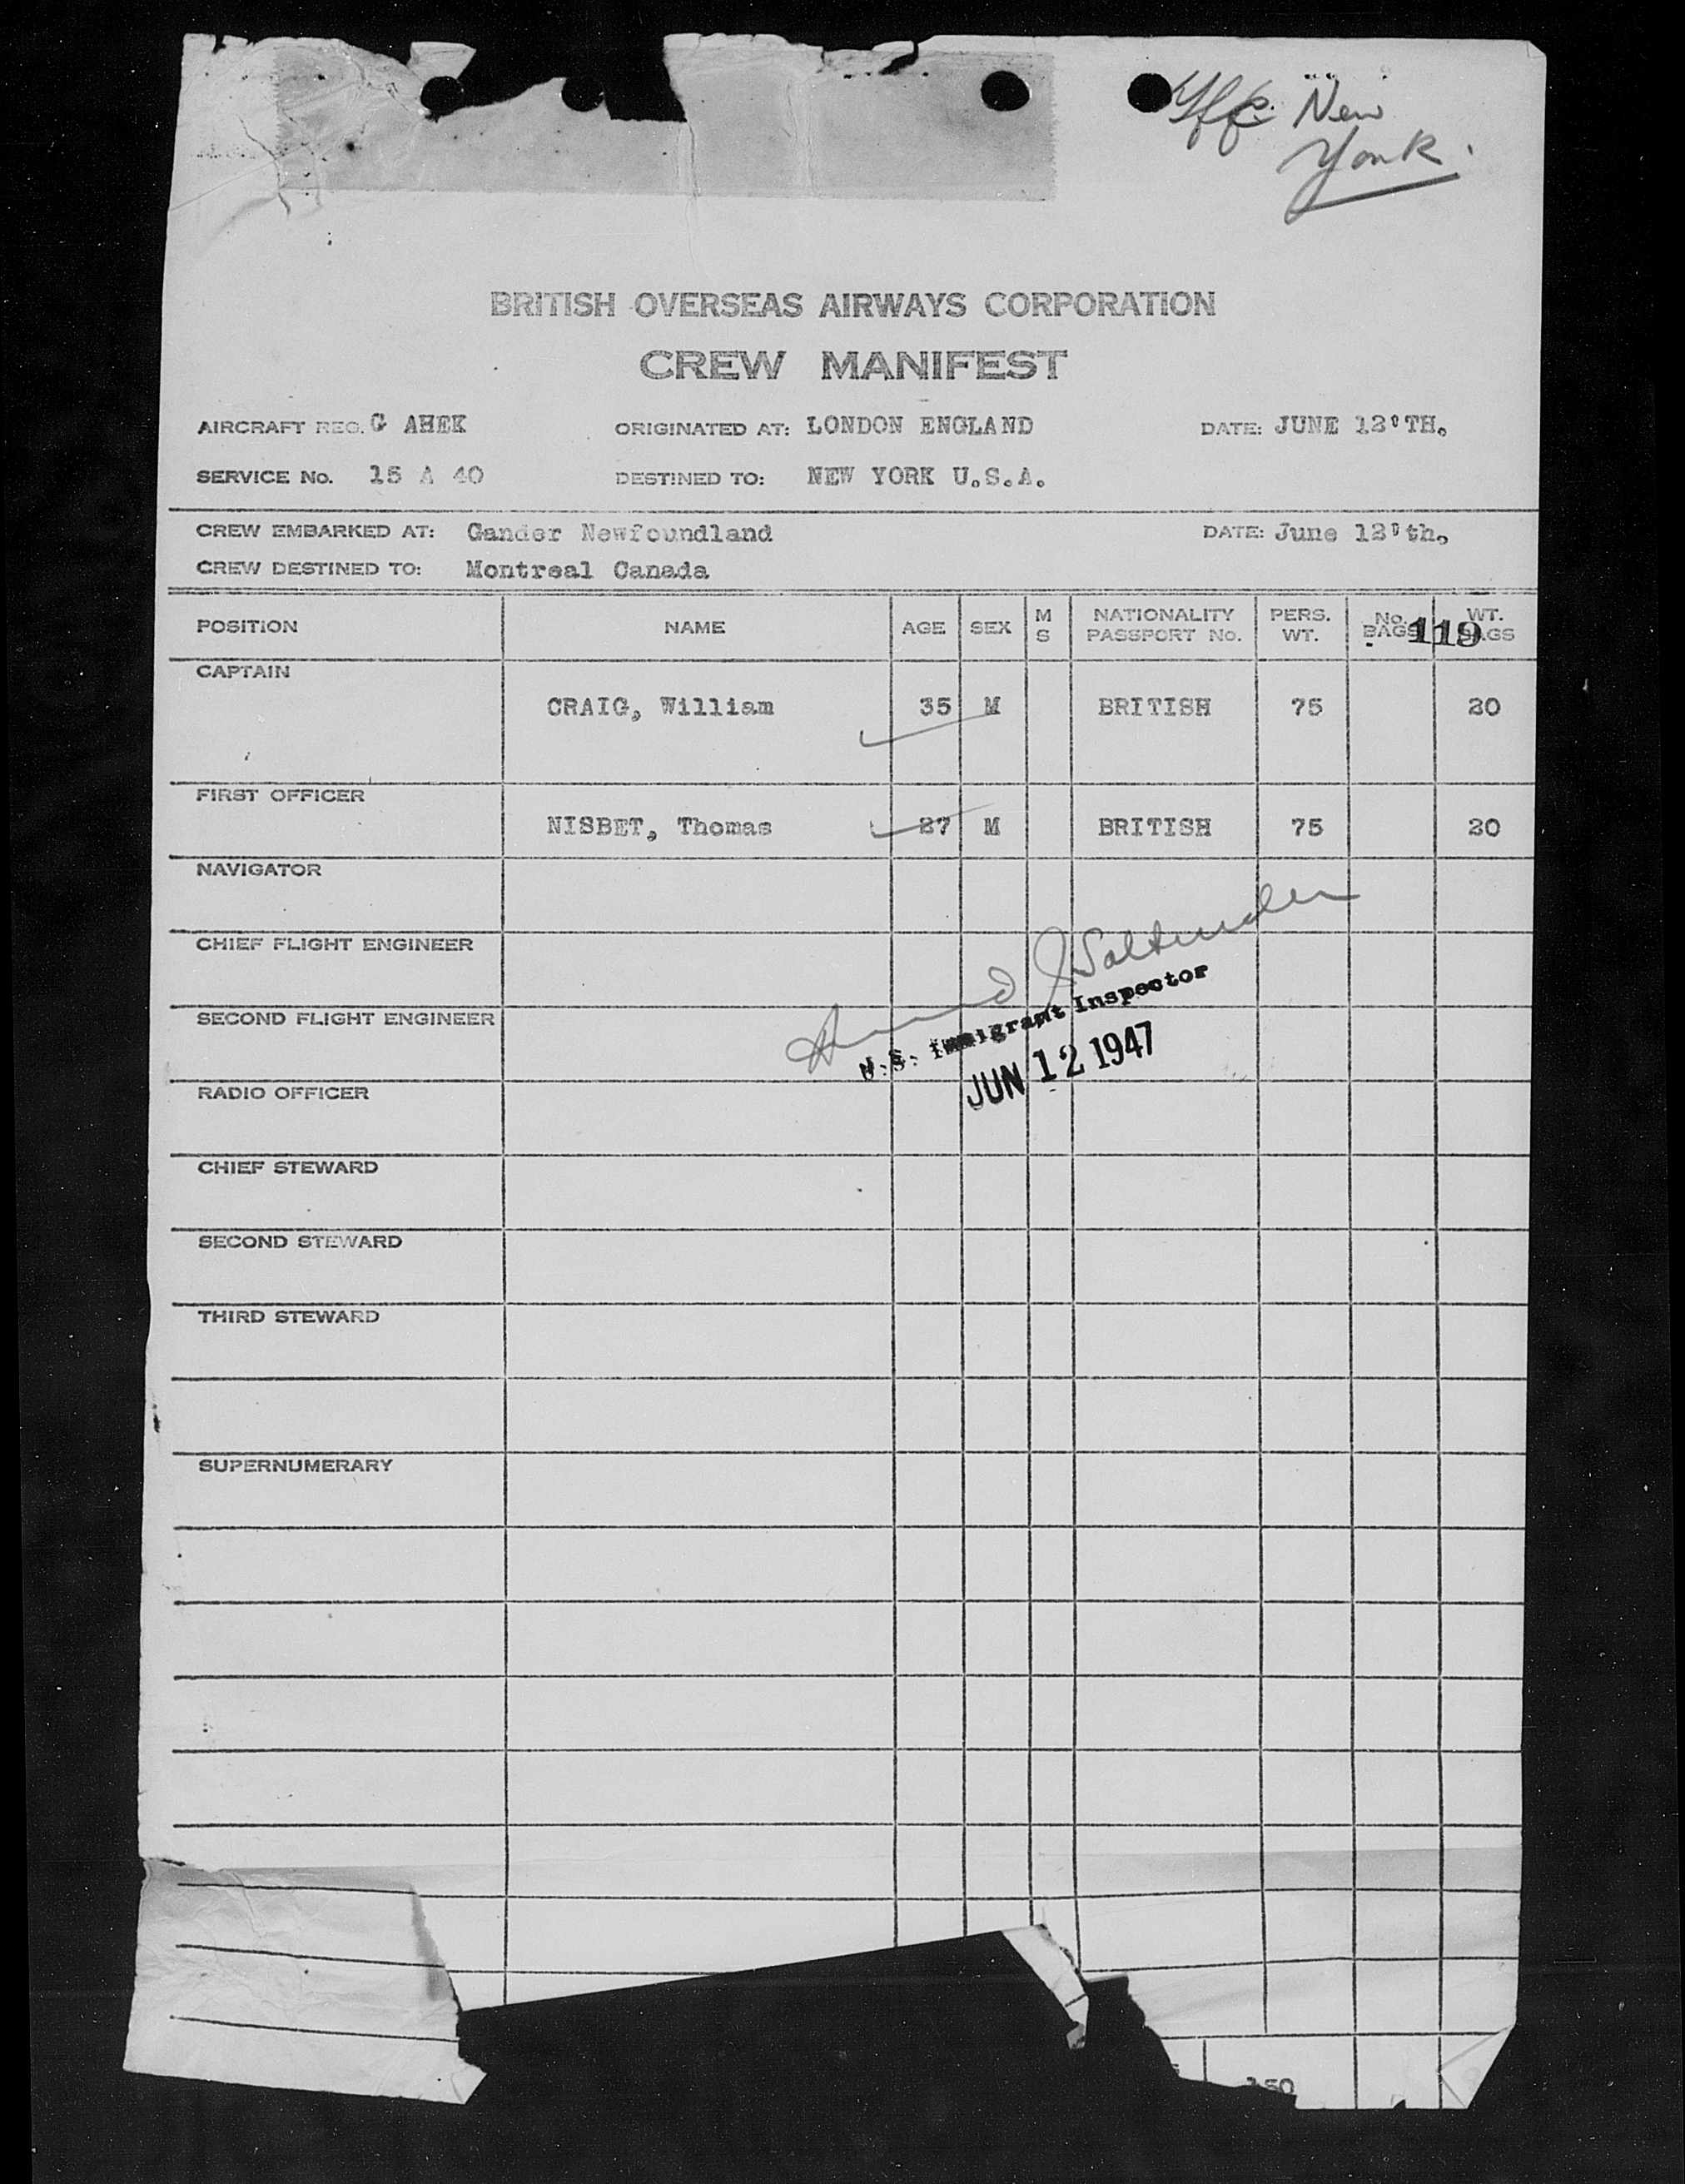 New
York.
BRITISH OVERSEAS AIRWAYS CORPORATION
CREW MANIFEST
AIRCRAFT REG. G AHEK ORIGINATED AT: LONDON ENGLAND DATE: JUNE 12'TH.
SERVICE No. 15 A 40 DESTINED TO: NEW YORK U.S.A.
CREW EMBARKED AT: Gander Newfoundland DATE: June 12'th.
CREW DESTINED TO: Montreal Canada
POSITION NAME AGE SEX M S NATIONALITY PASSPORT No. PERS. WT. No. BAGS WT. BAGS
119
CAPTAIN
CRAIG, William 35 M BRITISH 75 20
FIRST OFFICER
NISBET, Thomas 27 M BRITISH 75 20
NAVIGATOR
CHIEF FLIGHT ENGINEER
SECOND FLIGHT ENGINEER
U.S. Immigrant Inspector
JUN 12 1947
RADIO OFFICER
CHIEF STEWARD
SECOND STEWARD
THIRD STEWARD
SUPERNUMERARY
150